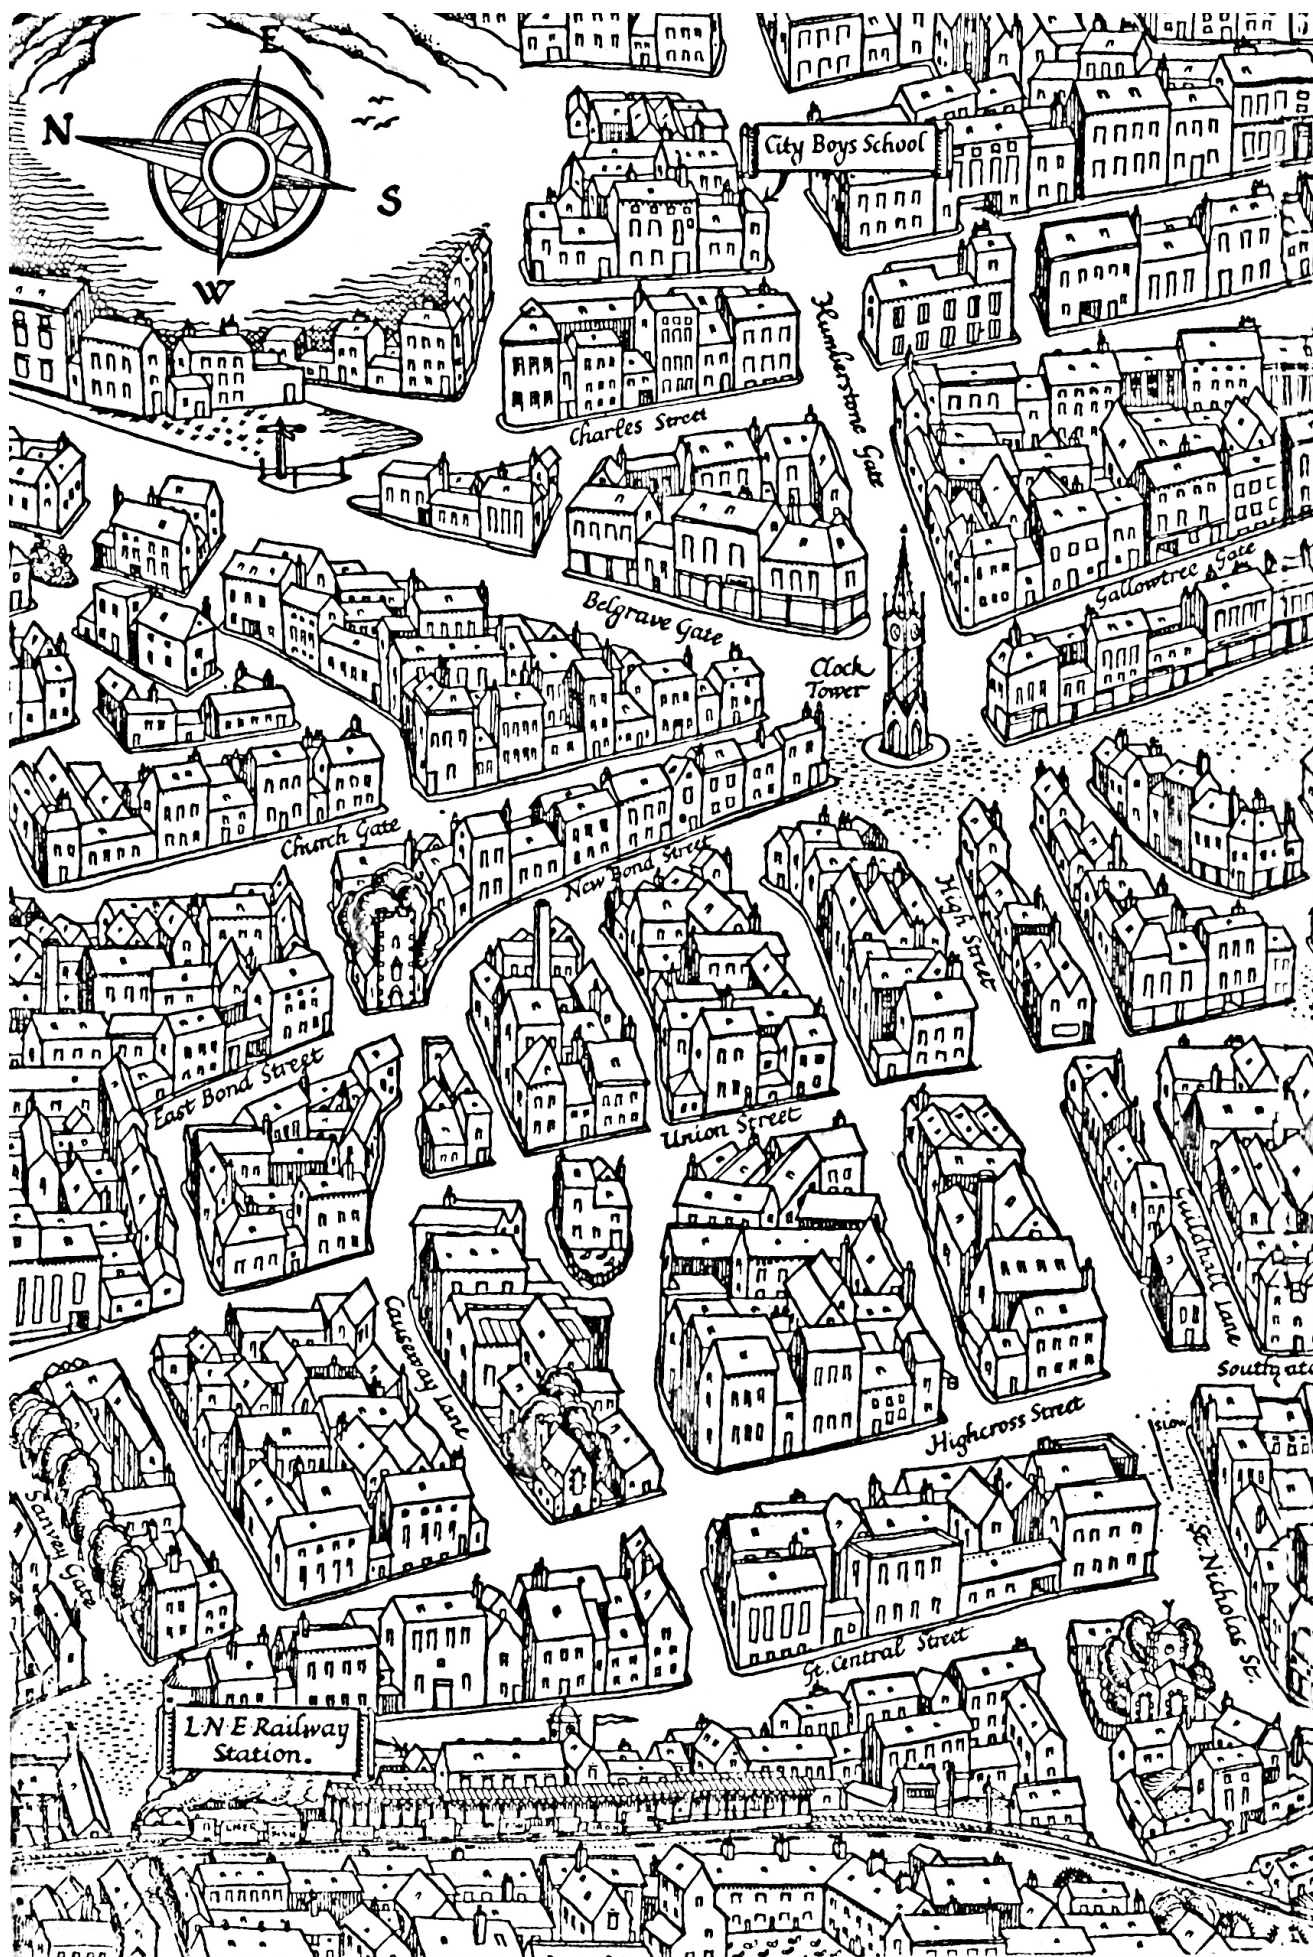 E
N
S
W
City Boys School
Humberstone Gate
Charles Street
Gallowtree Gate
Belgrave Gate
Clock
Tower
Church Gate
New Bond Street
High Street
East Bond Street
Union Street
Guildhall Lane
Causeway Lane
Southgat
Highcross Street
SLOW
Sanvey Gate
St. Nicholas St.
Gt. Central Street
L.N.E Railway
Station.